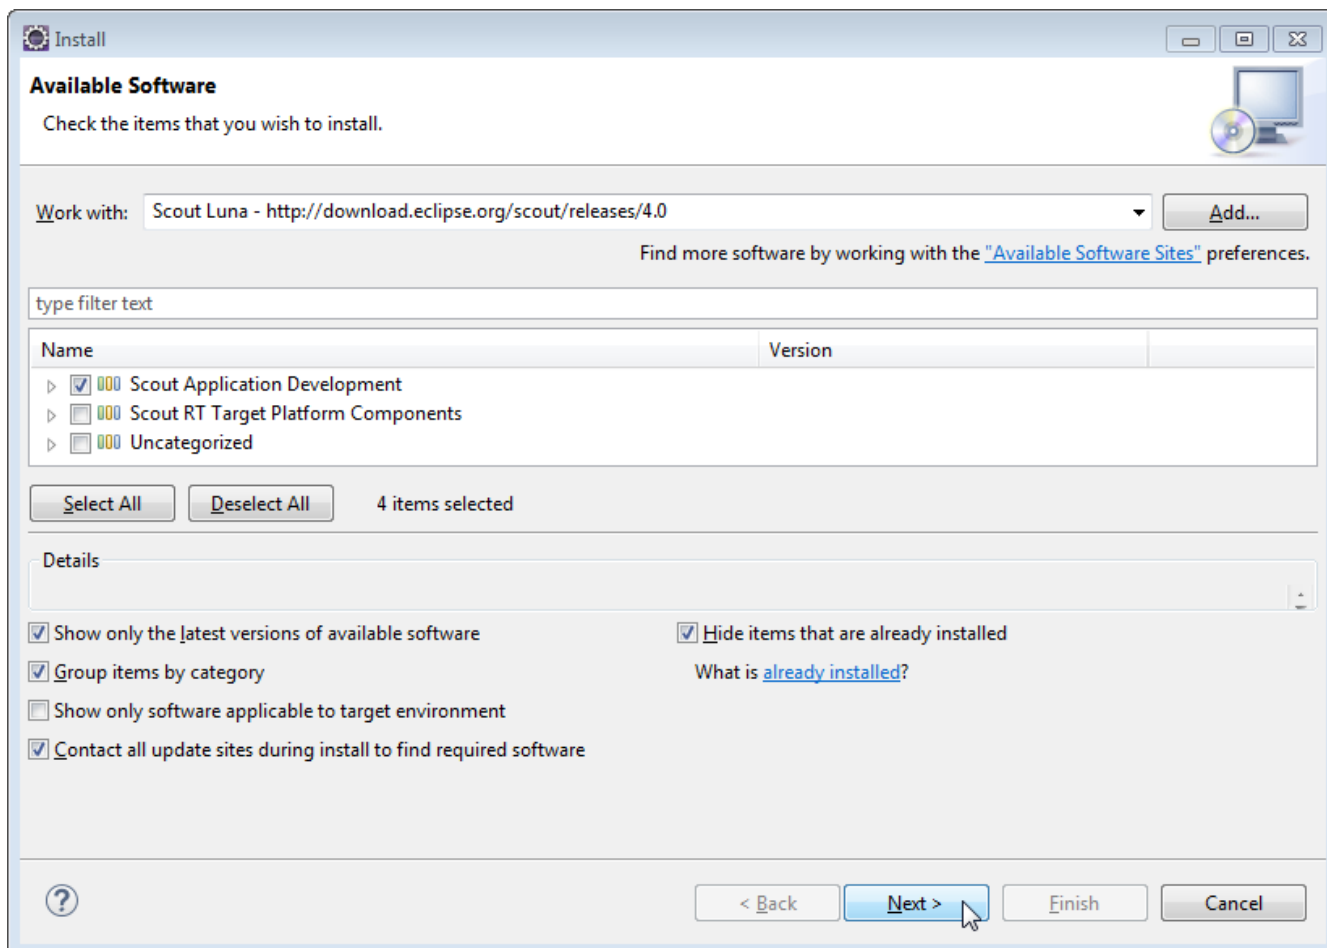 Install
Available Software
Check the items that you wish to install.
Work with: Scout Luna - http://download.eclipse.org/scout/releases/4.0 Add...
Find more software by working with the "Available Software Sites" preferences.
type filter text
Name Version
Scout Application Development
Scout RT Target Platform Components
Uncategorized
Select All Deselect All 4 items selected
Details
Show only the latest versions of available software Hide items that are already installed
Group items by category What is already installed?
Show only software applicable to target environment
Contact all update sites during install to find required software
? < Back Next > Finish Cancel